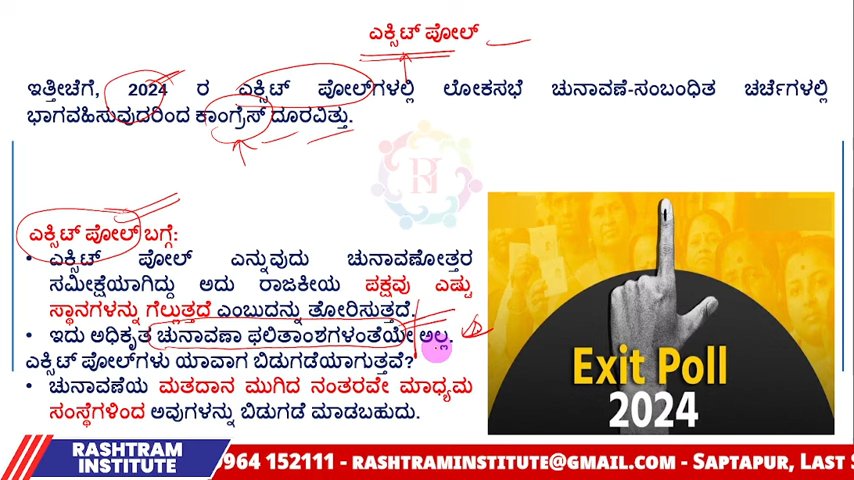 ಎಕ್ಸಿಟ್ ಪೋಲ್
ಇತ್ತೀಚೆಗೆ, 2024 ರ ಎಕ್ಸಿಟ್ ಪೋಲ್‌ಗಳಲ್ಲಿ ಲೋಕಸಭೆ ಚುನಾವಣೆ-ಸಂಬಂಧಿತ ಚರ್ಚೆಗಳಲ್ಲಿ
ಭಾಗವಹಿಸುವುದರಿಂದ ಕಾಂಗ್ರೆಸ್ ದೂರವಿತ್ತು.
ಎಕ್ಸಿಟ್ ಪೋಲ್ ಬಗ್ಗೆ:
• ಎಕ್ಸಿಟ್ ಪೋಲ್ ಎನ್ನುವುದು ಚುನಾವಣೋತ್ತರ
ಸಮೀಕ್ಷೆಯಾಗಿದ್ದು ಅದು ರಾಜಕೀಯ ಪಕ್ಷವು ಎಷ್ಟು
ಸ್ಥಾನಗಳನ್ನು ಗೆಲ್ಲುತ್ತದೆ ಎಂಬುದನ್ನು ತೋರಿಸುತ್ತದೆ.
• ಇದು ಅಧಿಕೃತ ಚುನಾವಣಾ ಫಲಿತಾಂಶಗಳಂತೆಯೇ ಅಲ್ಲ.
ಎಕ್ಸಿಟ್ ಪೋಲ್‌ಗಳು ಯಾವಾಗ ಬಿಡುಗಡೆಯಾಗುತ್ತವೆ?
• ಚುನಾವಣೆಯ ಮತದಾನ ಮುಗಿದ ನಂತರವೇ ಮಾಧ್ಯಮ
ಸಂಸ್ಥೆಗಳಿಂದ ಅವುಗಳನ್ನು ಬಿಡುಗಡೆ ಮಾಡಬಹುದು.
Exit Poll
2024
RASHTRAM
INSTITUTE
9964 152111 - RASHTRAMINSTITUTE@GMAIL.COM - SAPTAPUR, LAST